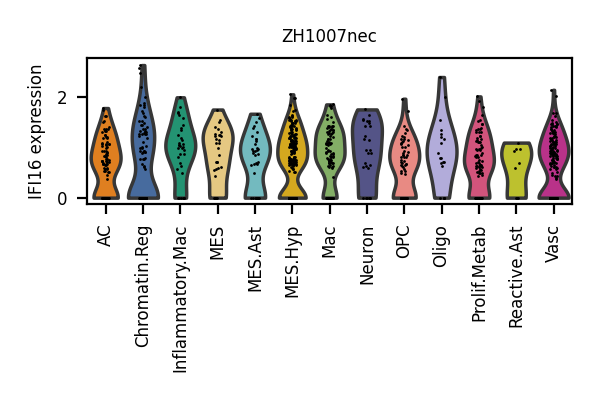 ZH1007nec
IFI16 expression
2
0
AC
Chromatin.Reg
Inflammatory.Mac
MES
MES.Ast
MES.Hyp
Mac
Neuron
OPC
Oligo
Prolif.Metab
Reactive.Ast
Vasc